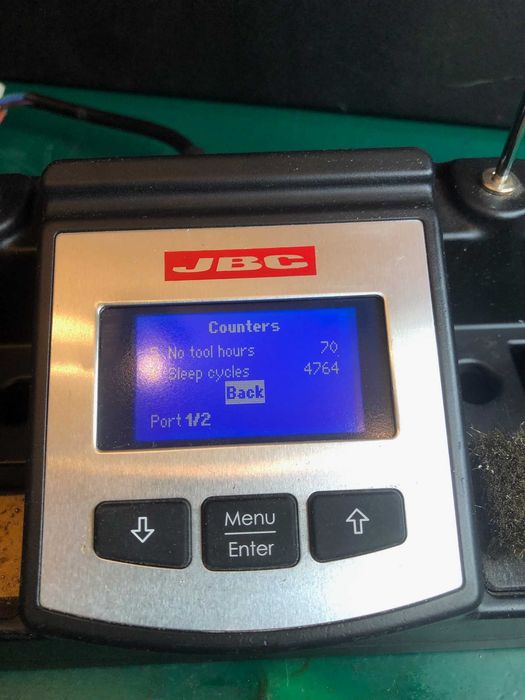 JBC
Counters
No tool hours 70
Sleep cycles 4764
Back
Port 1/2
Menu
Enter